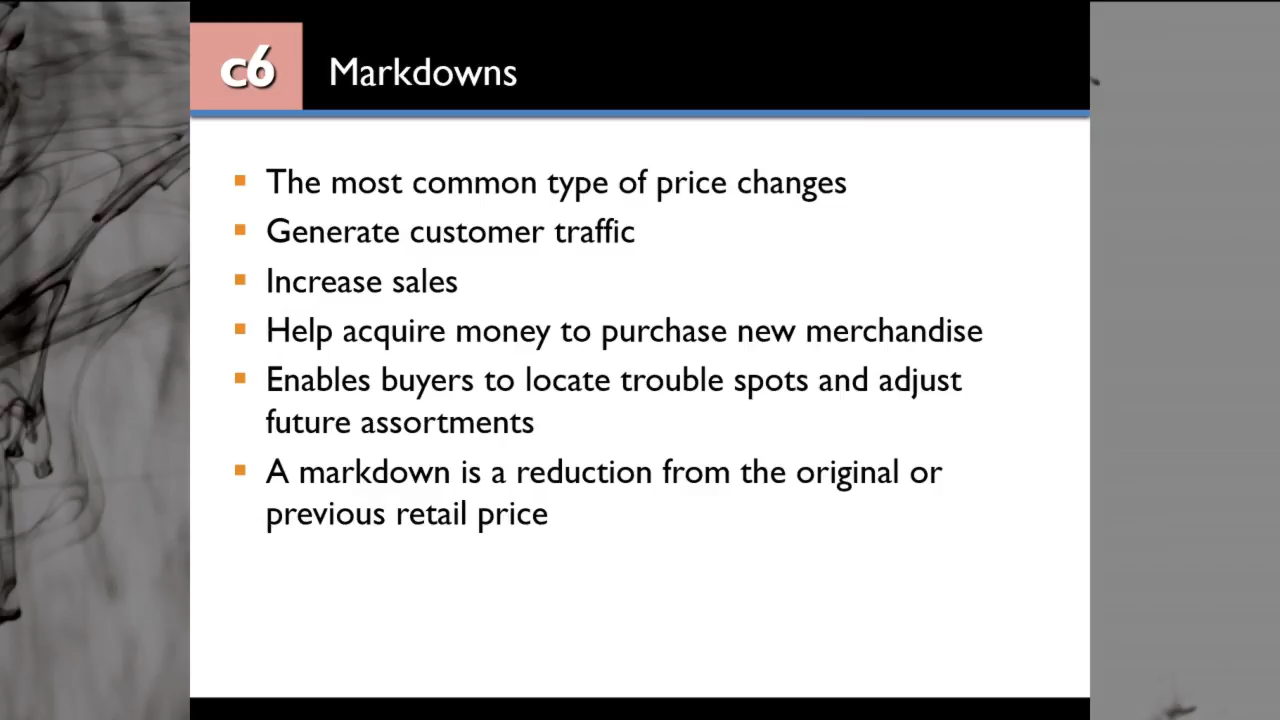 c6
Markdowns
The most common type of price changes
Generate customer traffic
Increase sales
Help acquire money to purchase new merchandise
Enables buyers to locate trouble spots and adjust
future assortments
A markdown is a reduction from the original or
previous retail price